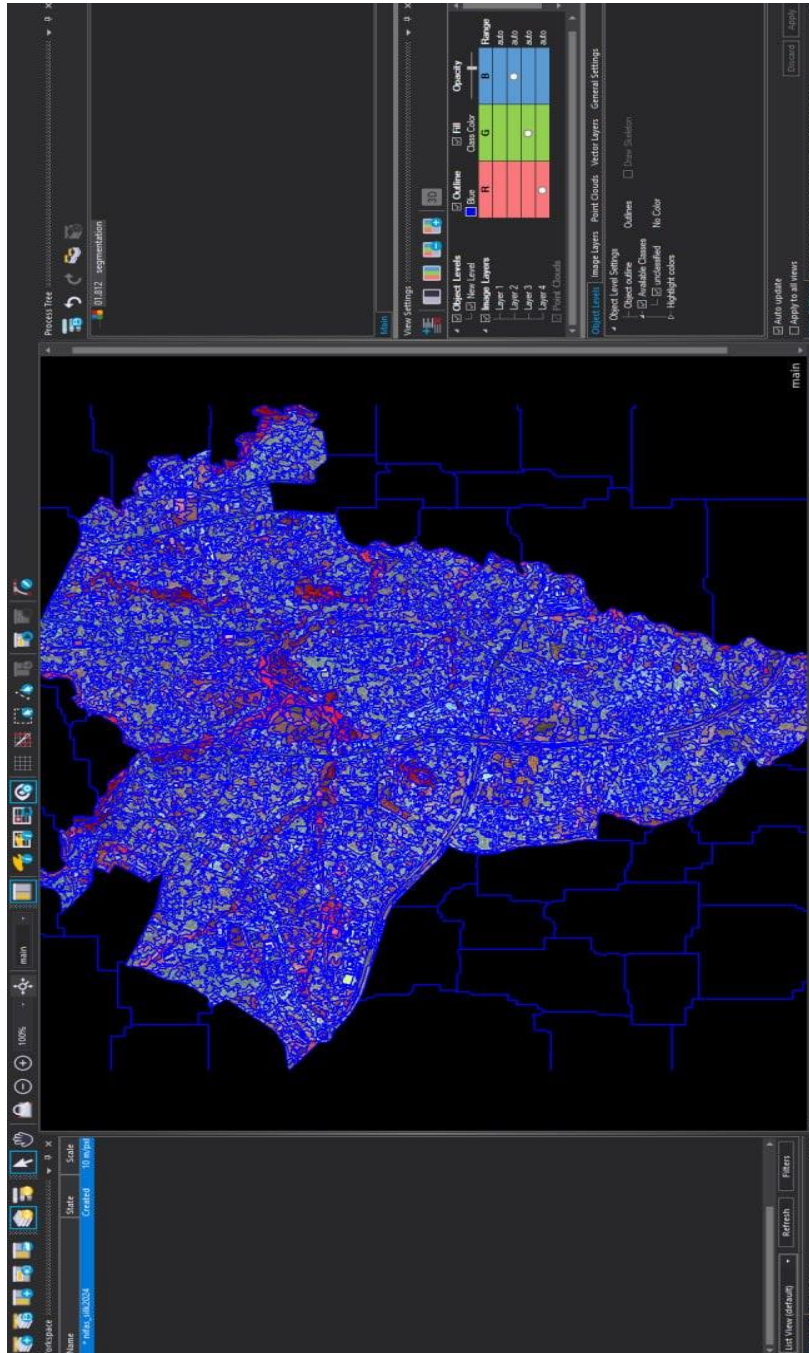 100%
main
Workspace
Name State Scale
* rufas_silk2024 Created 10 m/pxl
List View (default) Refresh Filters
main
Process Tree
01.812 segmentation
Main
View Settings
3D
Object Levels Outline Fill Opacity
New Level Blue Class Color
Image Layers R G B Range
Layer 1 auto
Layer 2 auto
Layer 3 auto
Layer 4 auto
Point Clouds
Object Levels Image Layers Point Clouds Vector Layers General Settings
Object Level Settings
Object outline Outlines Draw Skeleton
Available Classes
unclassified No Color
Highlight colors
Auto update
Apply to all views Discard Apply